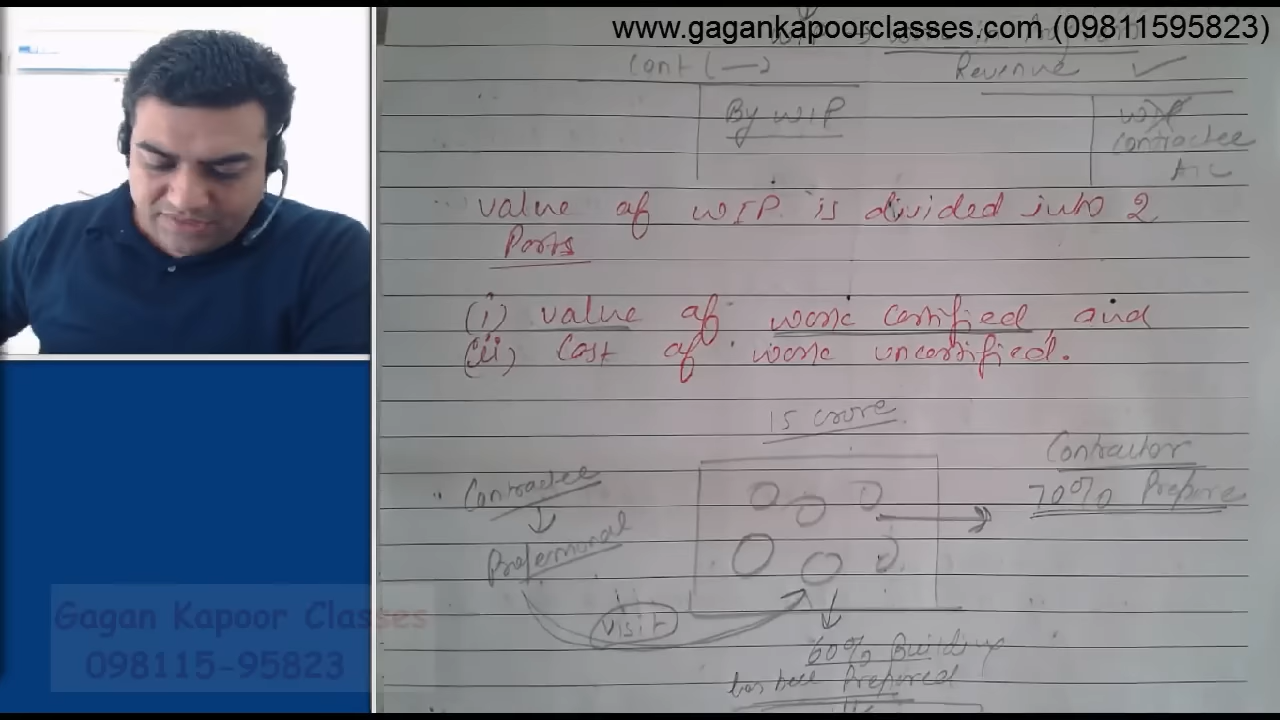 www.gagankapoorclasses.com (09811595823)
Cont (—) Revenue ✓
By WIP WIP
Contractee
A/c
value of WIP is divided into 2
Parts
(i) value of work certified and
(ii) Cost of work uncertified.
15 crore
Contractor
Contractee
70% Prepare
Professional
Visit
60% Buildup
has been Prepared
Gagan Kapoor Classes
098115-95823